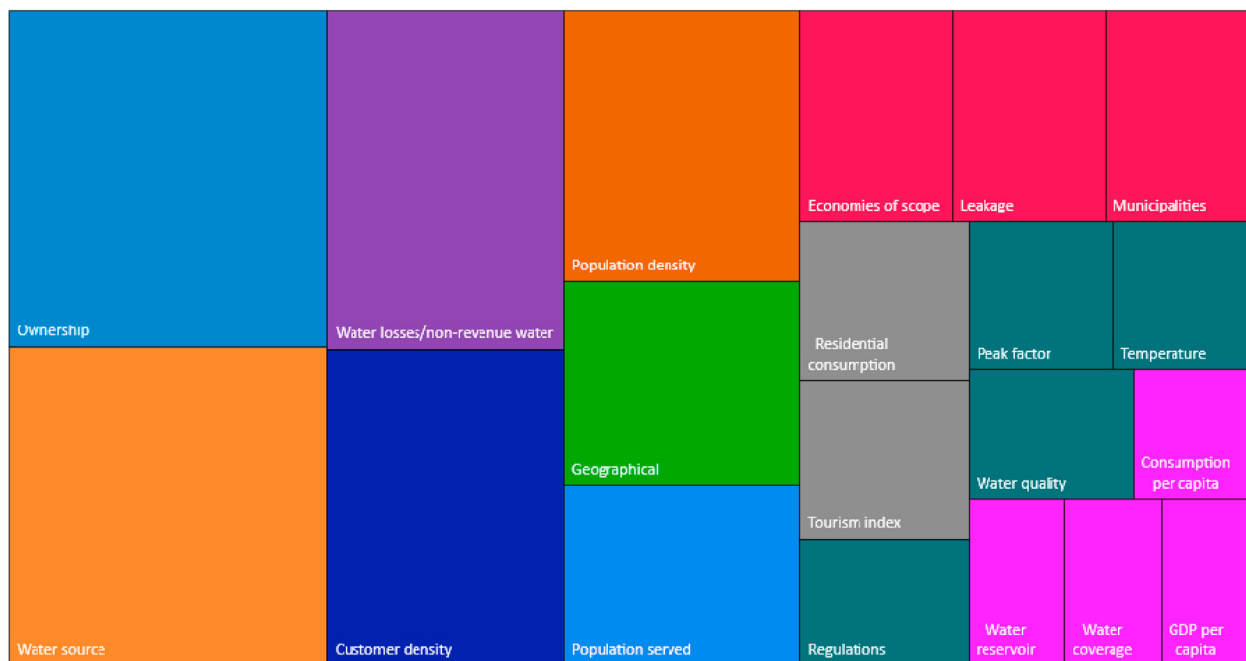 Ownership
Water source
Water losses/non-revenue water
Customer density
Population density
Geographical
Population served
Economies of scope
Leakage
Municipalities
Residential
consumption
Tourism index
Regulations
Peak factor
Temperature
Water quality
Consumption
per capita
Water
reservoir
Water
coverage
GDP per
capita